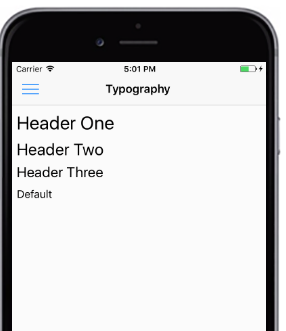 Carrier 5:01 PM
Typography
Header One
Header Two
Header Three
Default